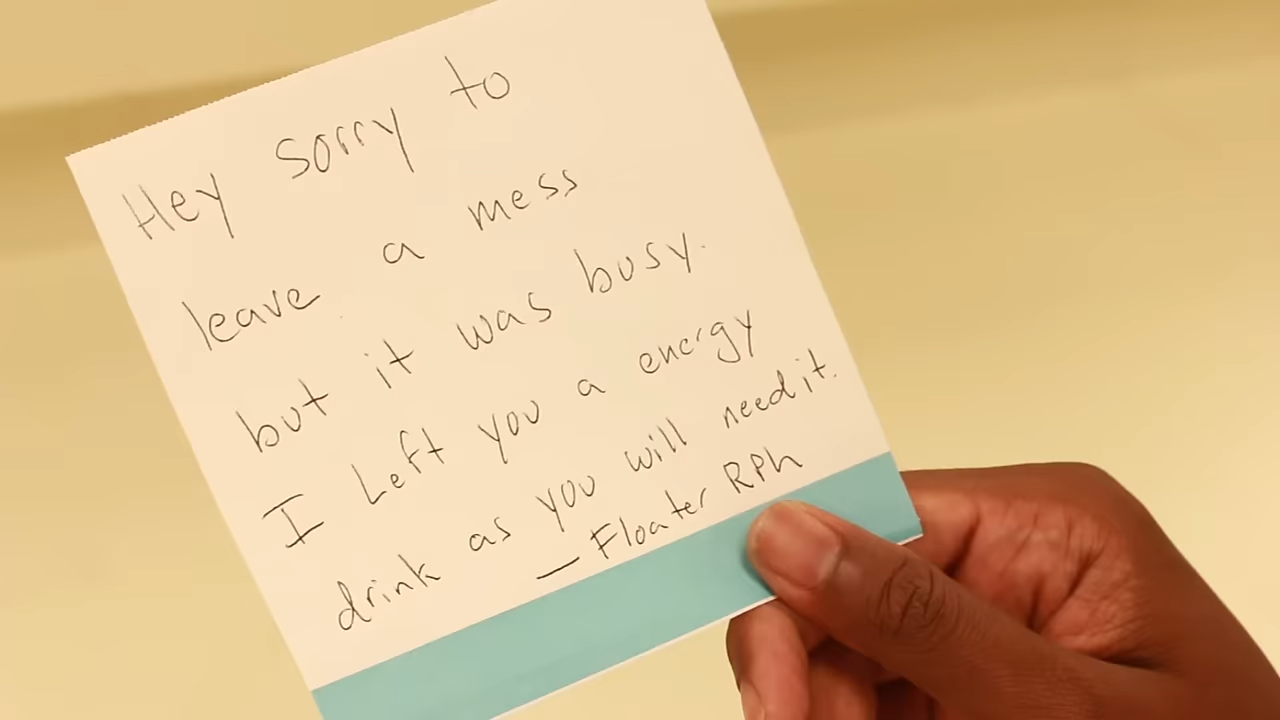 Hey sorry to
leave a mess
but it was busy.
I Left you a energy
drink as you will need it.
— Floater RPh